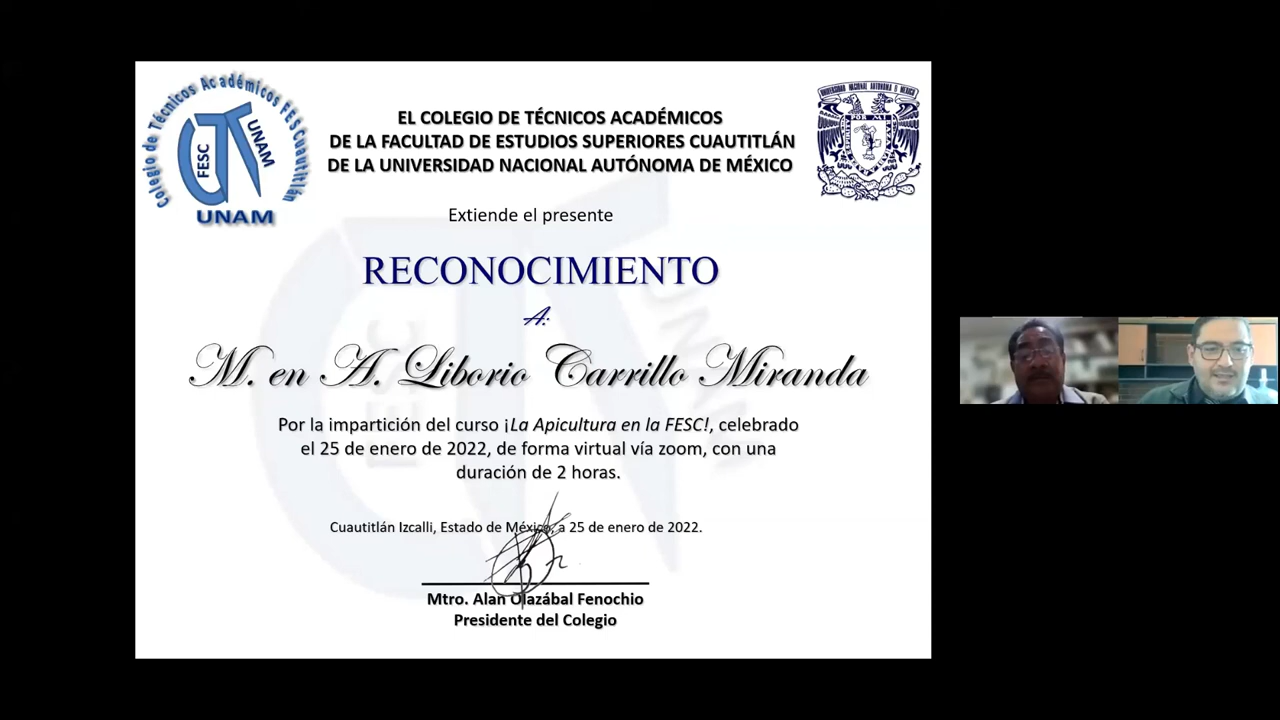 Colegio de Técnicos Académicos FESCuautitlán
FESC
UNAM
UNAM
EL COLEGIO DE TÉCNICOS ACADÉMICOS
DE LA FACULTAD DE ESTUDIOS SUPERIORES CUAUTITLÁN
DE LA UNIVERSIDAD NACIONAL AUTÓNOMA DE MÉXICO
Extiende el presente
RECONOCIMIENTO
A:
M. en A. Liborio Carrillo Miranda
Por la impartición del curso ¡La Apicultura en la FESC!, celebrado
el 25 de enero de 2022, de forma virtual vía zoom, con una
duración de 2 horas.
Cuautitlán Izcalli, Estado de México, a 25 de enero de 2022.
Mtro. Alan Olazábal Fenochio
Presidente del Colegio